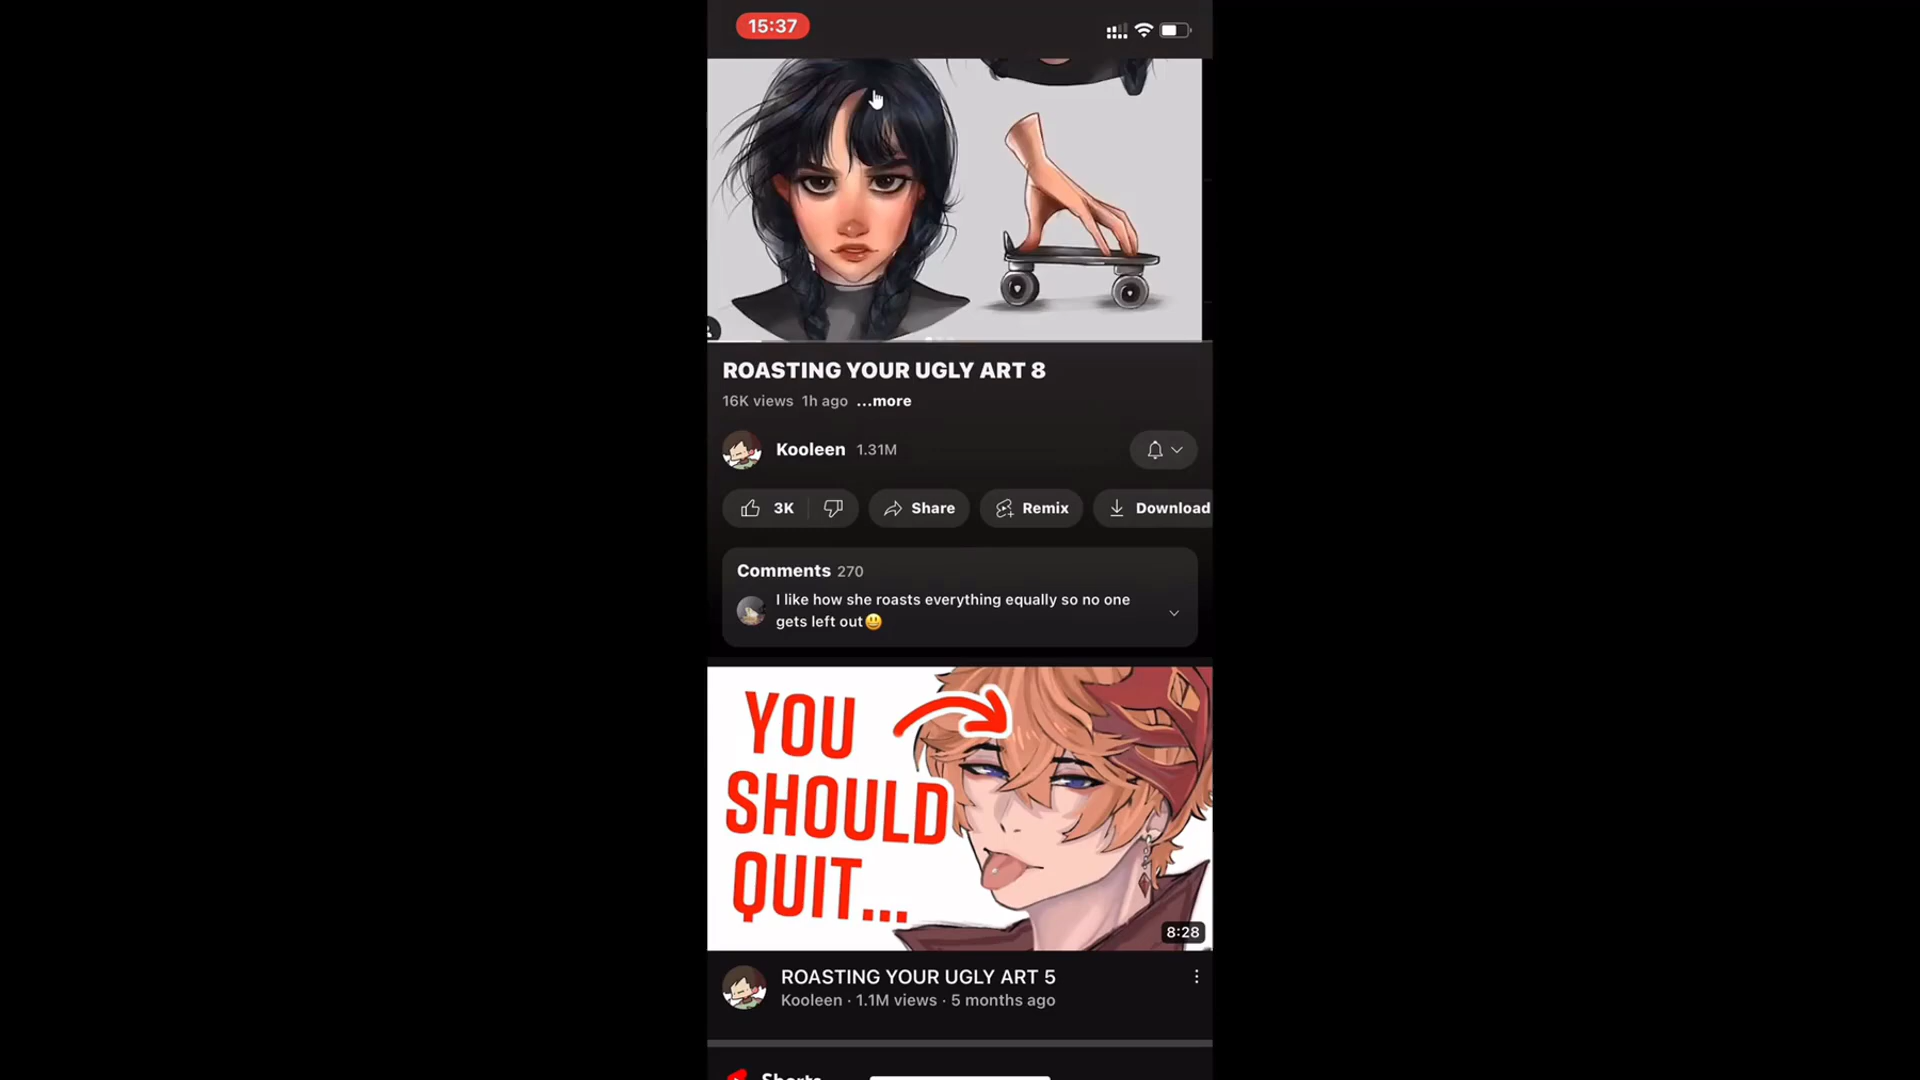 15:37
ROASTING YOUR UGLY ART 8
16K views 1h ago ...more
Kooleen 1.31M
3K Share Remix Download
Comments 270
I like how she roasts everything equally so no one
gets left out😃
YOU
SHOULD
QUIT...
8:28
ROASTING YOUR UGLY ART 5
Kooleen · 1.1M views · 5 months ago
Shorts